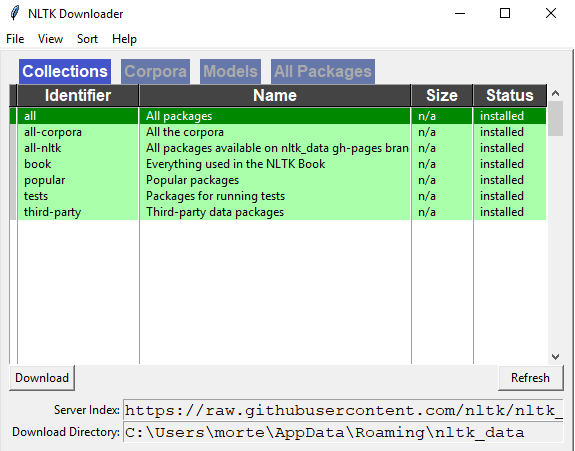 NLTK Downloader
File View Sort Help
Collections Corpora Models All Packages
Identifier Name Size Status
all All packages n/a installed
all-corpora All the corpora n/a installed
all-nltk All packages available on nltk_data gh-pages bran n/a installed
book Everything used in the NLTK Book n/a installed
popular Popular packages n/a installed
tests Packages for running tests n/a installed
third-party Third-party data packages n/a installed
Download Refresh
Server Index: https://raw.githubusercontent.com/nltk/nltk_
Download Directory: C:\Users\morte\AppData\Roaming\nltk_data